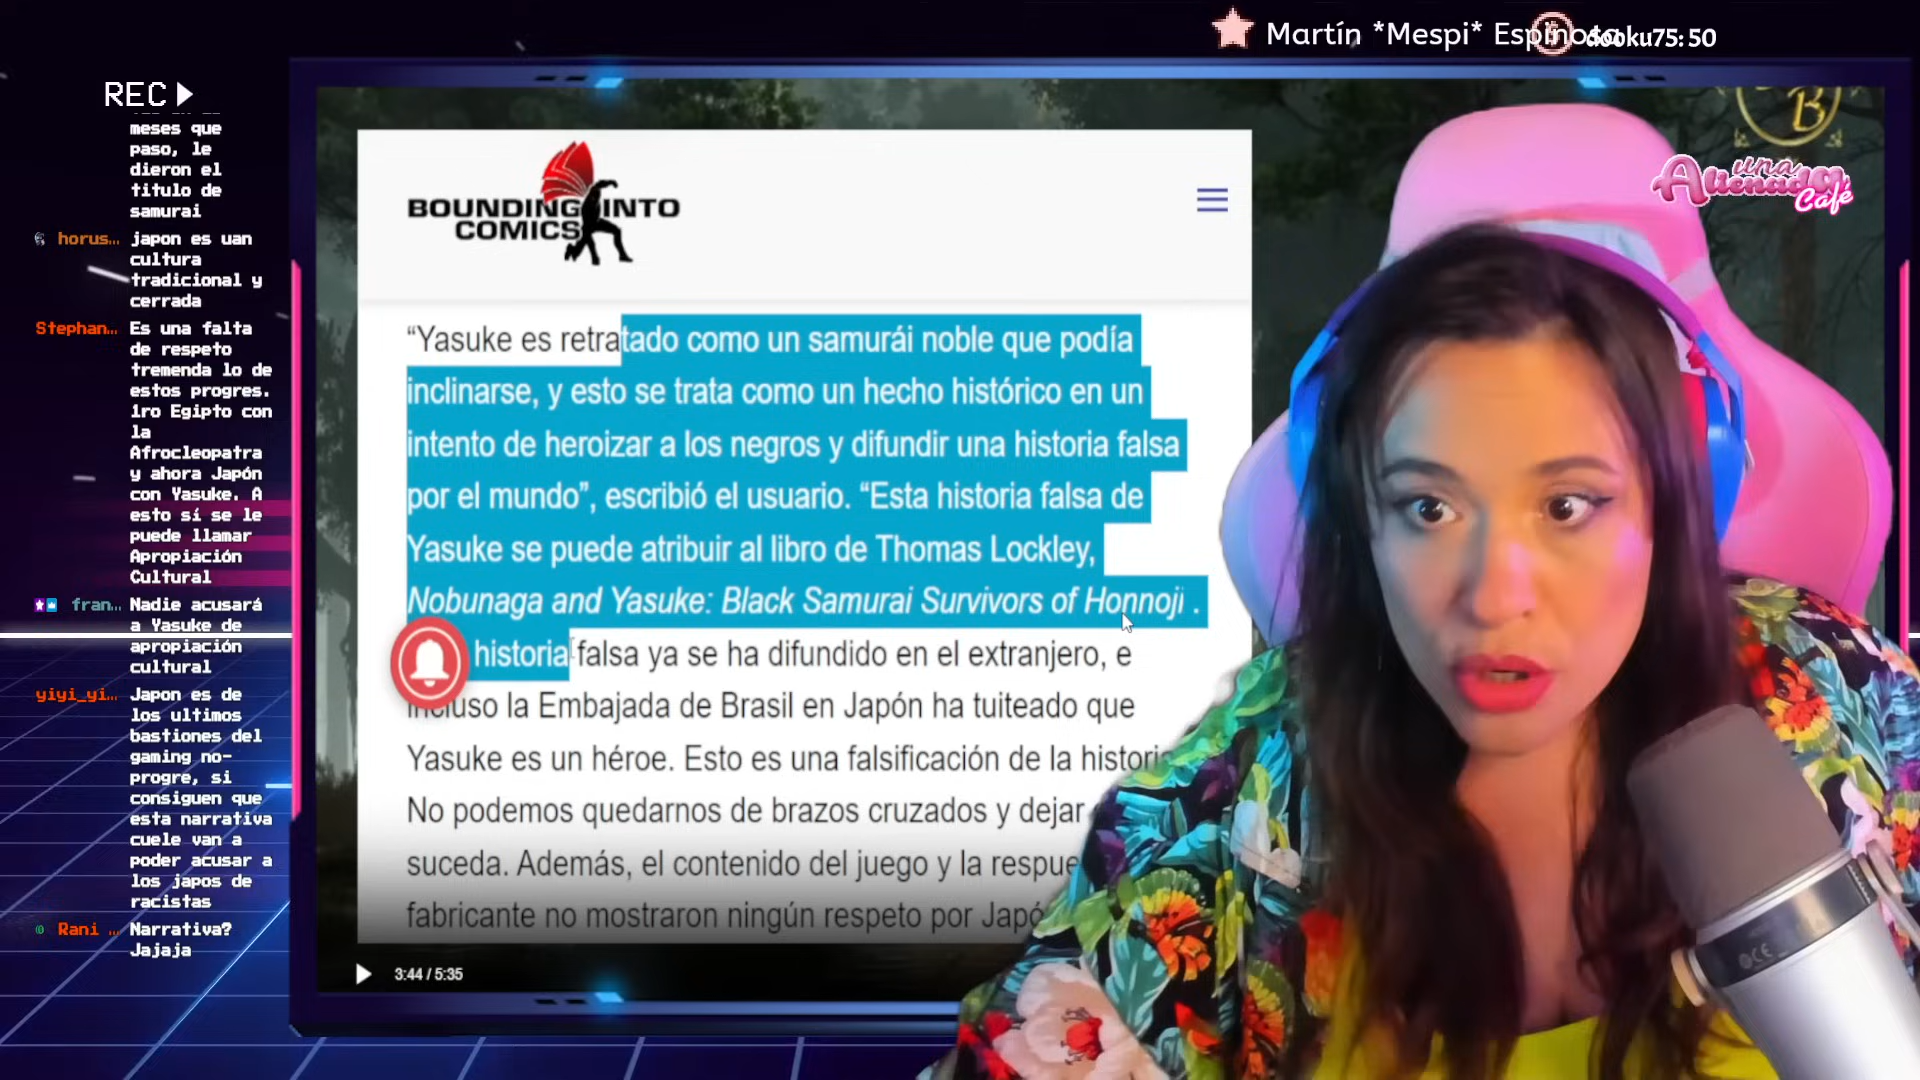 Martín *Mespi* Espinosa
dooku75: 50
REC
meses que
paso, le
dieron el
titulo de
samurai
horus… japon es uan
cultura
tradicional y
cerrada
Stephan… Es una falta
de respeto
tremenda lo de
estos progres.
1ro Egipto con
la
Afrocleopatra
y ahora Japón
con Yasuke. A
esto sí se le
puede llamar
Apropiación
Cultural
fran… Nadie acusará
a Yasuke de
apropiación
cultural
yiyi_yi… Japon es de
los ultimos
bastiones del
gaming no-
progre, si
consiguen que
esta narrativa
cuele van a
poder acusar a
los japos de
racistas
Rani … Narrativa?
Jajaja
BOUNDING INTO
COMICS
“Yasuke es retratado como un samurái noble que podía
inclinarse, y esto se trata como un hecho histórico en un
intento de heroizar a los negros y difundir una historia falsa
por el mundo”, escribió el usuario. “Esta historia falsa de
Yasuke se puede atribuir al libro de Thomas Lockley,
Nobunaga and Yasuke: Black Samurai Survivors of Honnoji .
historia falsa ya se ha difundido en el extranjero, e
incluso la Embajada de Brasil en Japón ha tuiteado que
Yasuke es un héroe. Esto es una falsificación de la histori
No podemos quedarnos de brazos cruzados y dejar
suceda. Además, el contenido del juego y la respue
fabricante no mostraron ningún respeto por Japó
3:44 / 5:35
B
una
Alienada
Café
CE